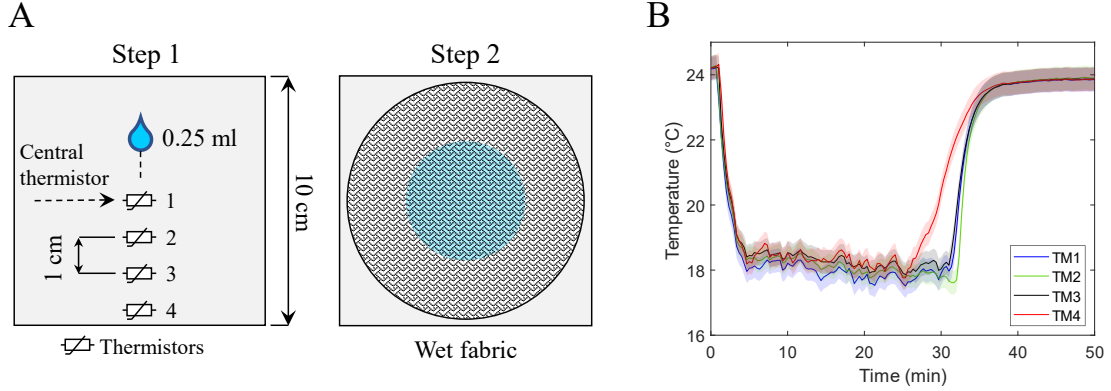 A
Step 1
Step 2
0.25 ml
Central
thermistor
1
2
3
4
1 cm
10 cm
Thermistors
Wet fabric
B
Temperature (°C)
24
22
20
18
16
0 10 20 30 40 50
Time (min)
TM1
TM2
TM3
TM4